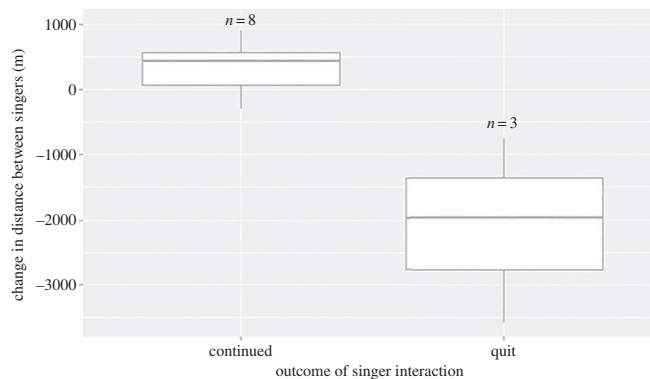 change in distance between singers (m)
1000
0
–1000
–2000
–3000
n = 8
n = 3
continued
quit
outcome of singer interaction